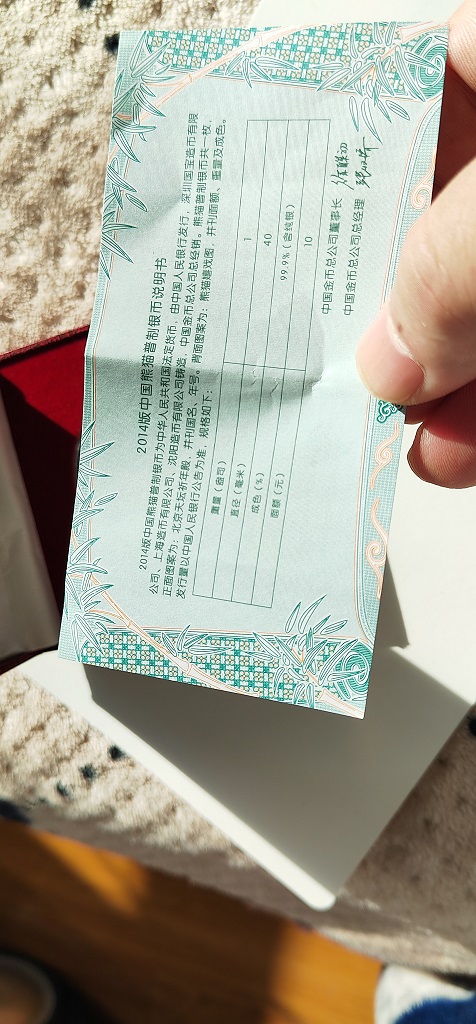 2014版中国熊猫普制银币说明书
2014版中国熊猫普制银币为中华人民共和国法定货币，由中国人民银行发行，深圳国宝造币有限
公司、上海造币有限公司、沈阳造币有限公司铸造，中国金币总公司总经销。熊猫普制银币共一枚，
正面图案为：北京天坛祈年殿，并刊国名、年号。背面图案为：熊猫嬉戏图，并刊面额、重量及成色。
发行量以中国人民银行公告为准，规格如下：
重量（盎司） 1
直径（毫米） 40
成色（%） 99.9%（含纯银）
面额（元） 10
中国金币总公司董事长
中国金币总公司总经理